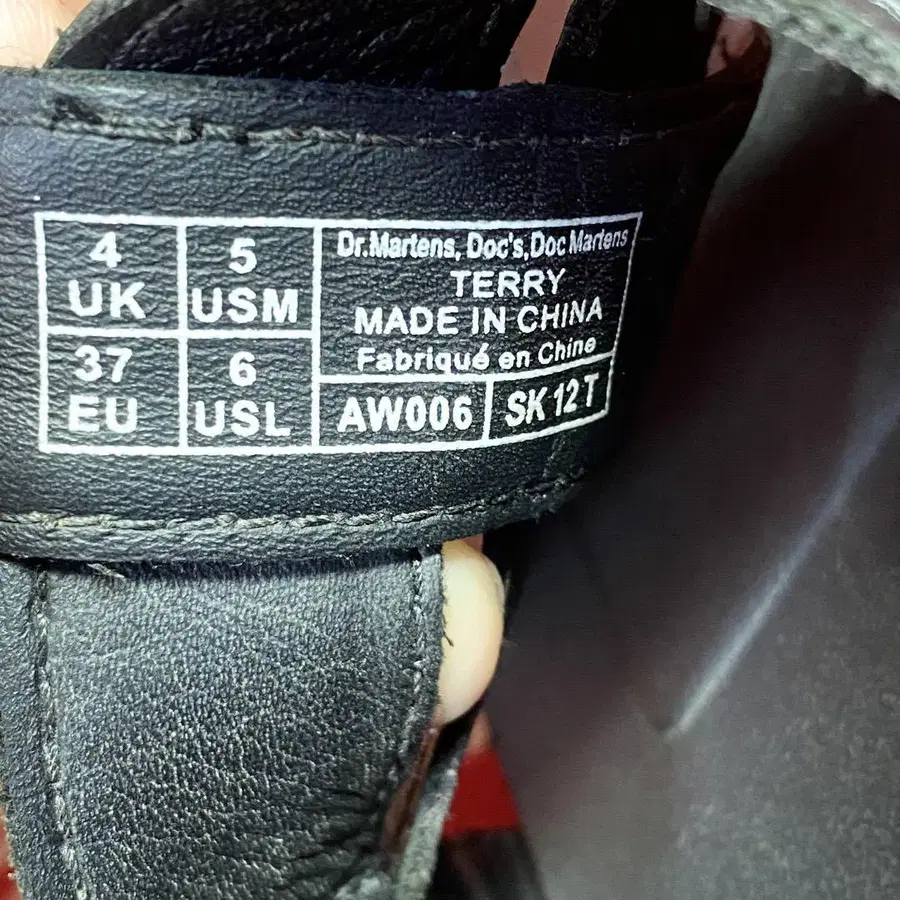 4
UK
5
USM
37
EU
6
USL
Dr.Martens, Doc's, Doc Martens
TERRY
MADE IN CHINA
Fabriqué en Chine
AW006
SK 12 T